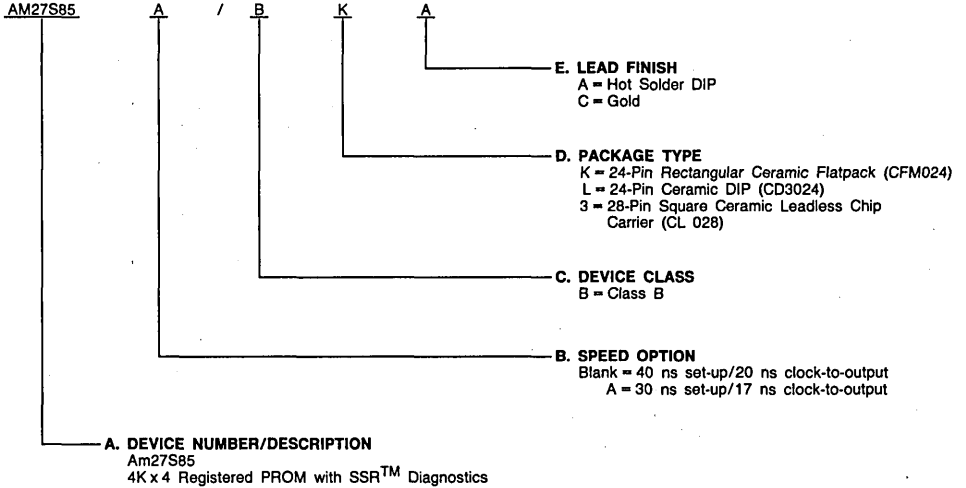 AM27S85 A / B K A
E. LEAD FINISH
A = Hot Solder DIP
C = Gold
D. PACKAGE TYPE
K = 24-Pin Rectangular Ceramic Flatpack (CFM024)
L = 24-Pin Ceramic DIP (CD3024)
3 = 28-Pin Square Ceramic Leadless Chip
Carrier (CL 028)
C. DEVICE CLASS
B = Class B
B. SPEED OPTION
Blank = 40 ns set-up/20 ns clock-to-output
A = 30 ns set-up/17 ns clock-to-output
A. DEVICE NUMBER/DESCRIPTION
Am27S85
4K x 4 Registered PROM with SSR™ Diagnostics